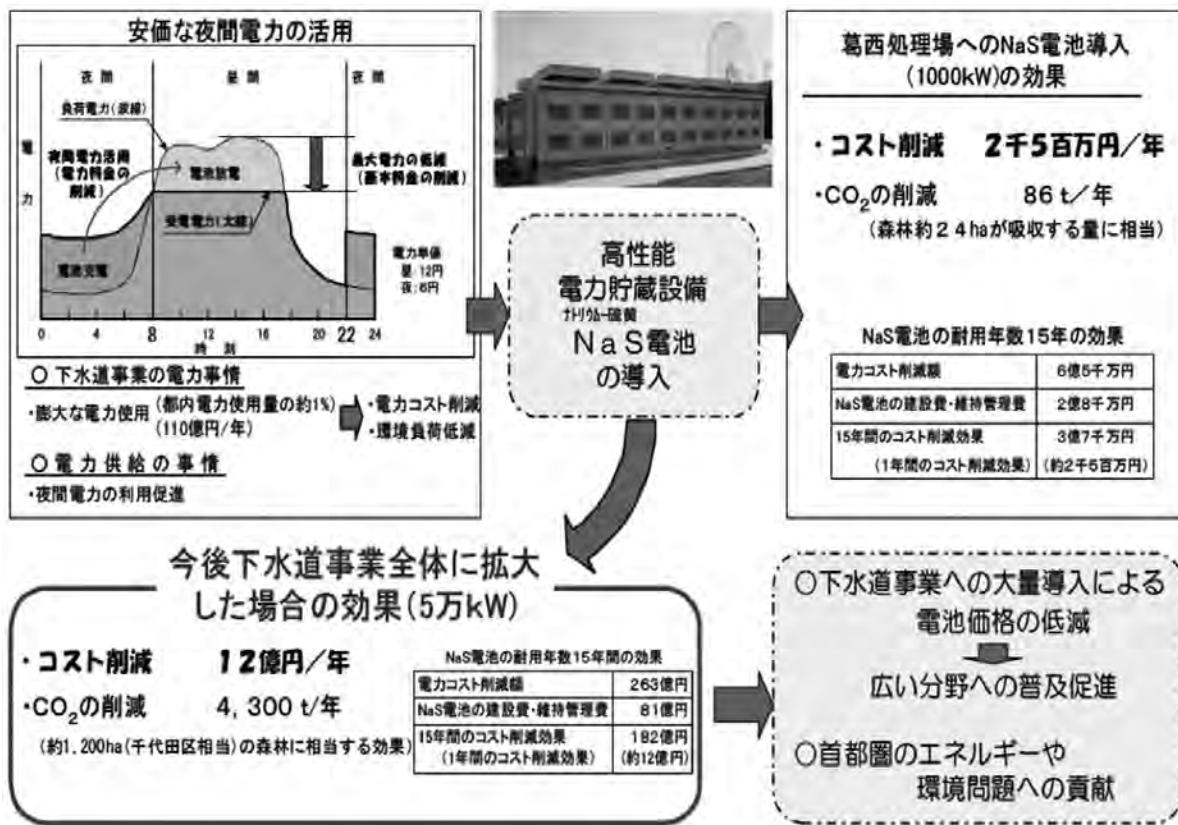 安価な夜間電力の活用
夜間
昼間
夜間
負荷電力(波線)
電力
夜間電力活用
(電力料金の
削減)
電池放電
最大電力の低減
(基本料金の削減)
受電電力(太線)
電池充電
電力単価
昼:12円
夜:6円
0 4 8 12 16 20 22 24
時刻
○下水道事業の電力事情
・膨大な電力使用
(都内電力使用量の約1%)
(110億円/年)
・電力コスト削減
・環境負荷低減
○電力供給の事情
・夜間電力の利用促進
高性能
電力貯蔵設備
ナトリウム-硫黄
NaS電池
の導入
葛西処理場へのNaS電池導入
(1000kW)の効果
・コスト削減 2千5百万円/年
・CO₂の削減 86t/年
(森林約24haが吸収する量に相当)
NaS電池の耐用年数15年の効果
電力コスト削減額 6億5千万円
NaS電池の建設費・維持管理費 2億8千万円
15年間のコスト削減効果 3億7千万円
(1年間のコスト削減効果) (約2千5百万円)
今後下水道事業全体に拡大
した場合の効果(5万kW)
・コスト削減 12億円/年
・CO₂の削減 4,300t/年
(約1,200ha(千代田区相当)の森林に相当する効果)
NaS電池の耐用年数15年間の効果
電力コスト削減額 263億円
NaS電池の建設費・維持管理費 81億円
15年間のコスト削減効果 182億円
(1年間のコスト削減効果) (約12億円)
○下水道事業への大量導入による
電池価格の低減
広い分野への普及促進
○首都圏のエネルギーや
環境問題への貢献